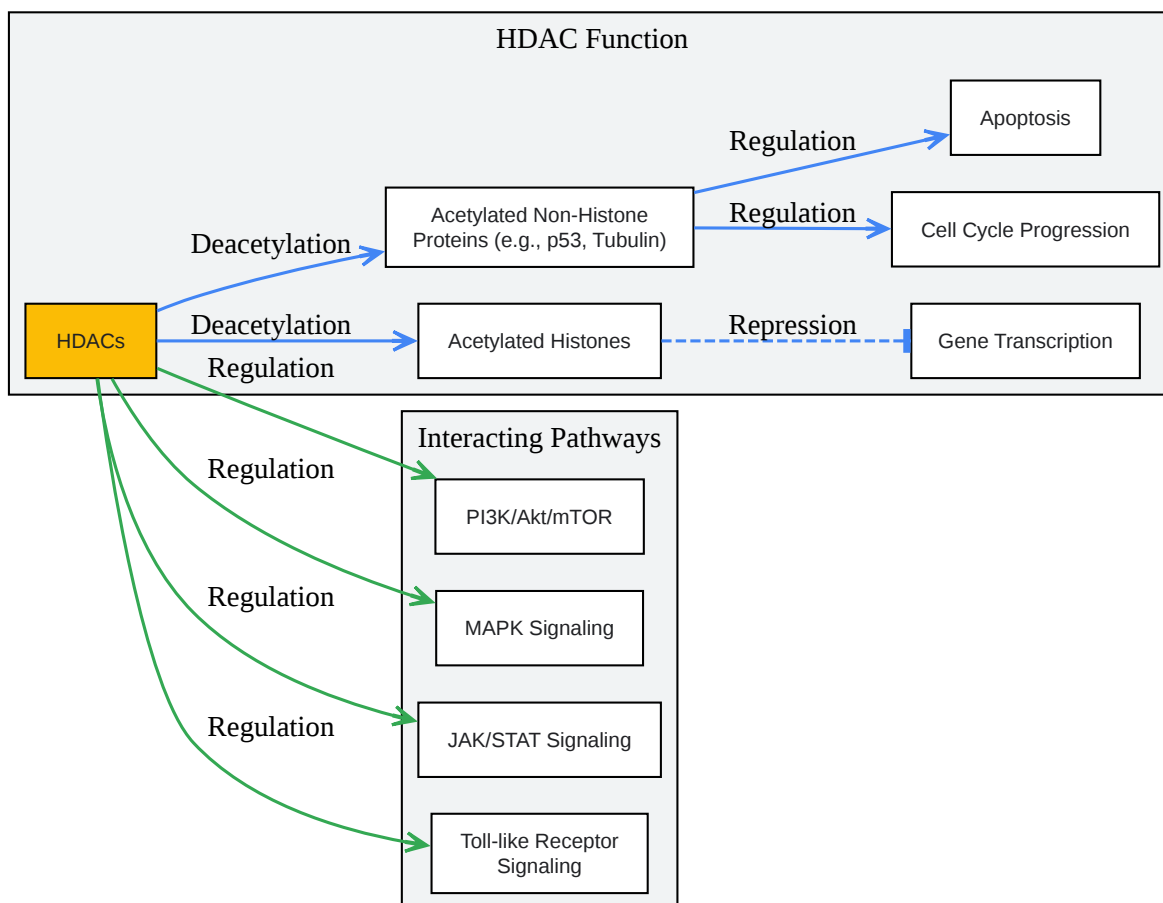 HDAC Function
Apoptosis
Regulation
Acetylated Non-Histone
Proteins (e.g., p53, Tubulin)
Regulation
Cell Cycle Progression
Deacetylation
HDACs
Deacetylation
Acetylated Histones
Repression
Gene Transcription
Regulation
Interacting Pathways
Regulation
PI3K/Akt/mTOR
Regulation
MAPK Signaling
Regulation
JAK/STAT Signaling
Toll-like Receptor
Signaling